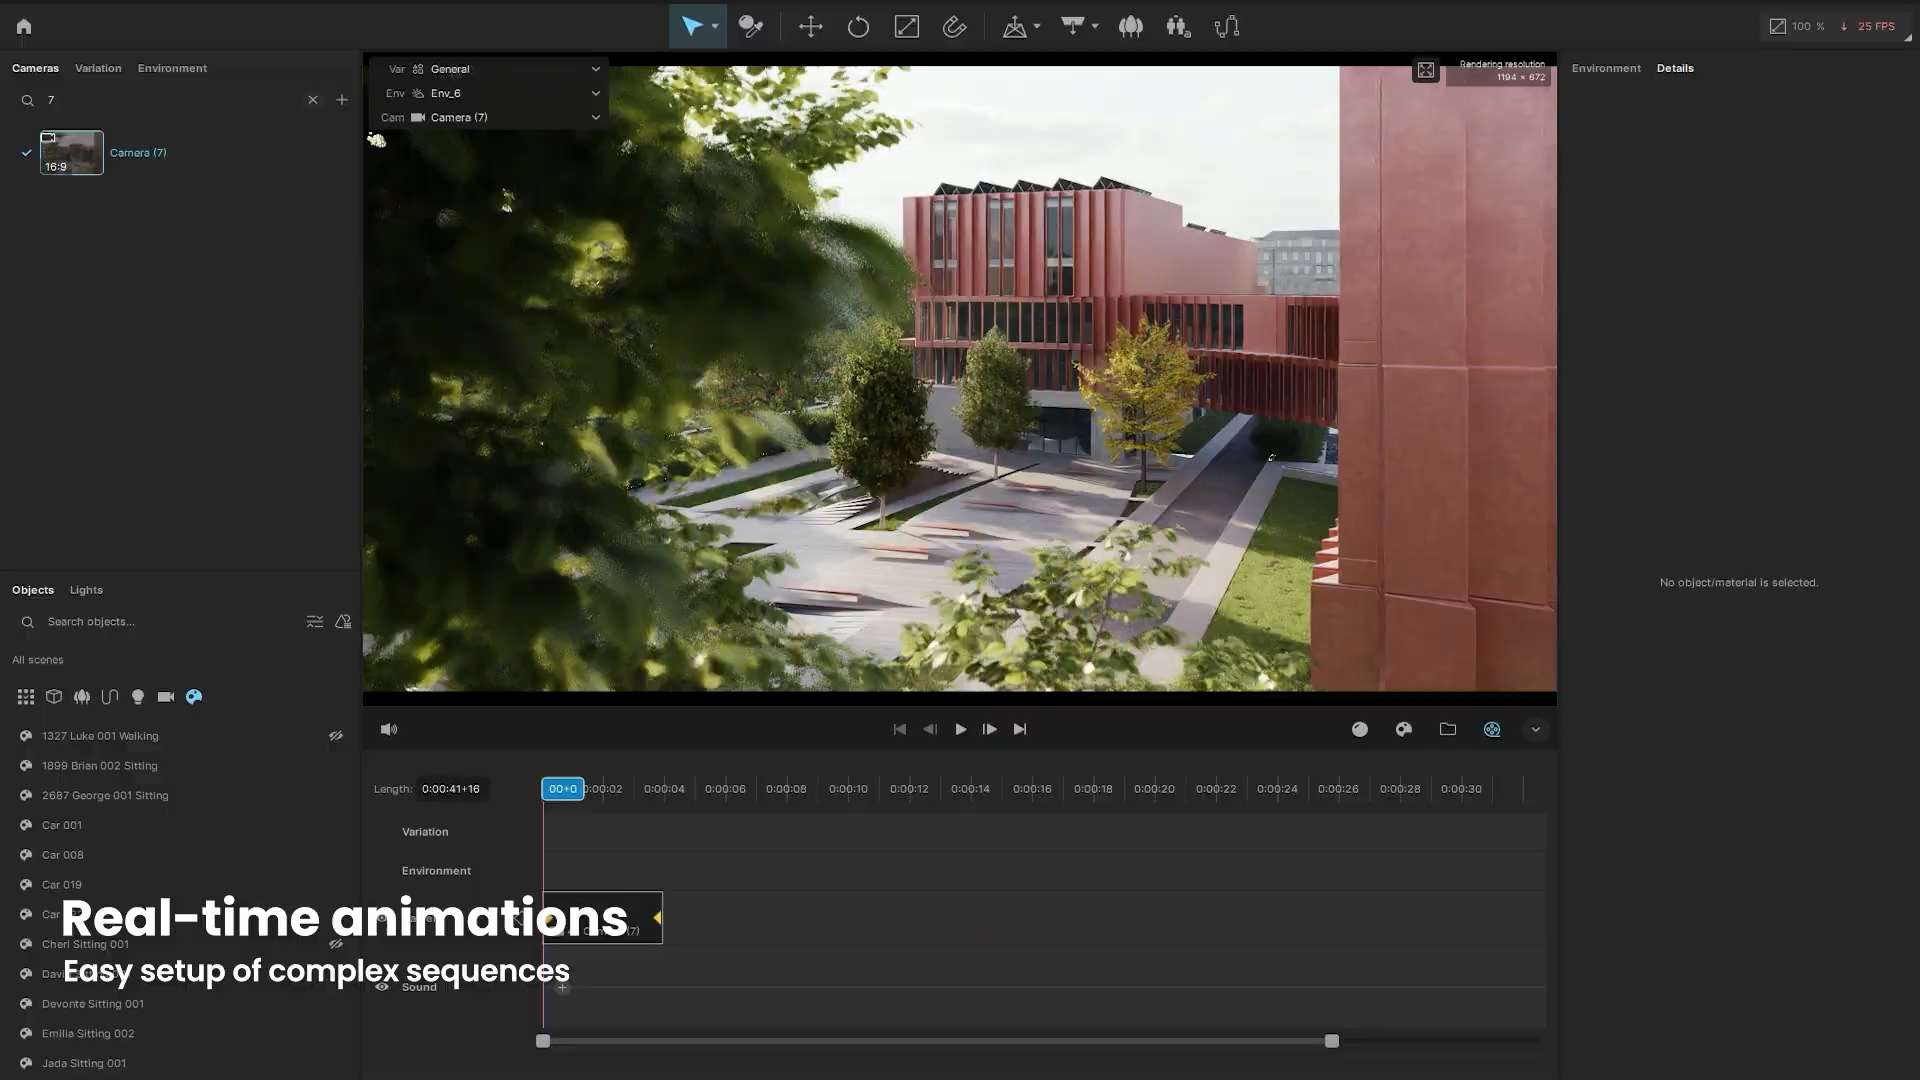 100 %
25 FPS
Cameras Variation Environment
7
16:9
Camera (7)
Var General
Env Env_6
Cam Camera (7)
Rendering resolution
1194 × 672
Environment Details
No object/material is selected.
Objects Lights
Search objects...
All scenes
1327 Luke 001 Walking
1899 Brian 002 Sitting
2687 George 001 Sitting
Car 001
Car 008
Car 019
Car
Cheri Sitting 001
Devonte Sitting 001
Emilia Sitting 002
Jada Sitting 001
Length: 0:00:41+16
00+0 0:00:02 0:00:04 0:00:06 0:00:08 0:00:10 0:00:12 0:00:14 0:00:16 0:00:18 0:00:20 0:00:22 0:00:24 0:00:26 0:00:28 0:00:30
Variation
Environment
(7)
Sound
Real-time animations
Easy setup of complex sequences